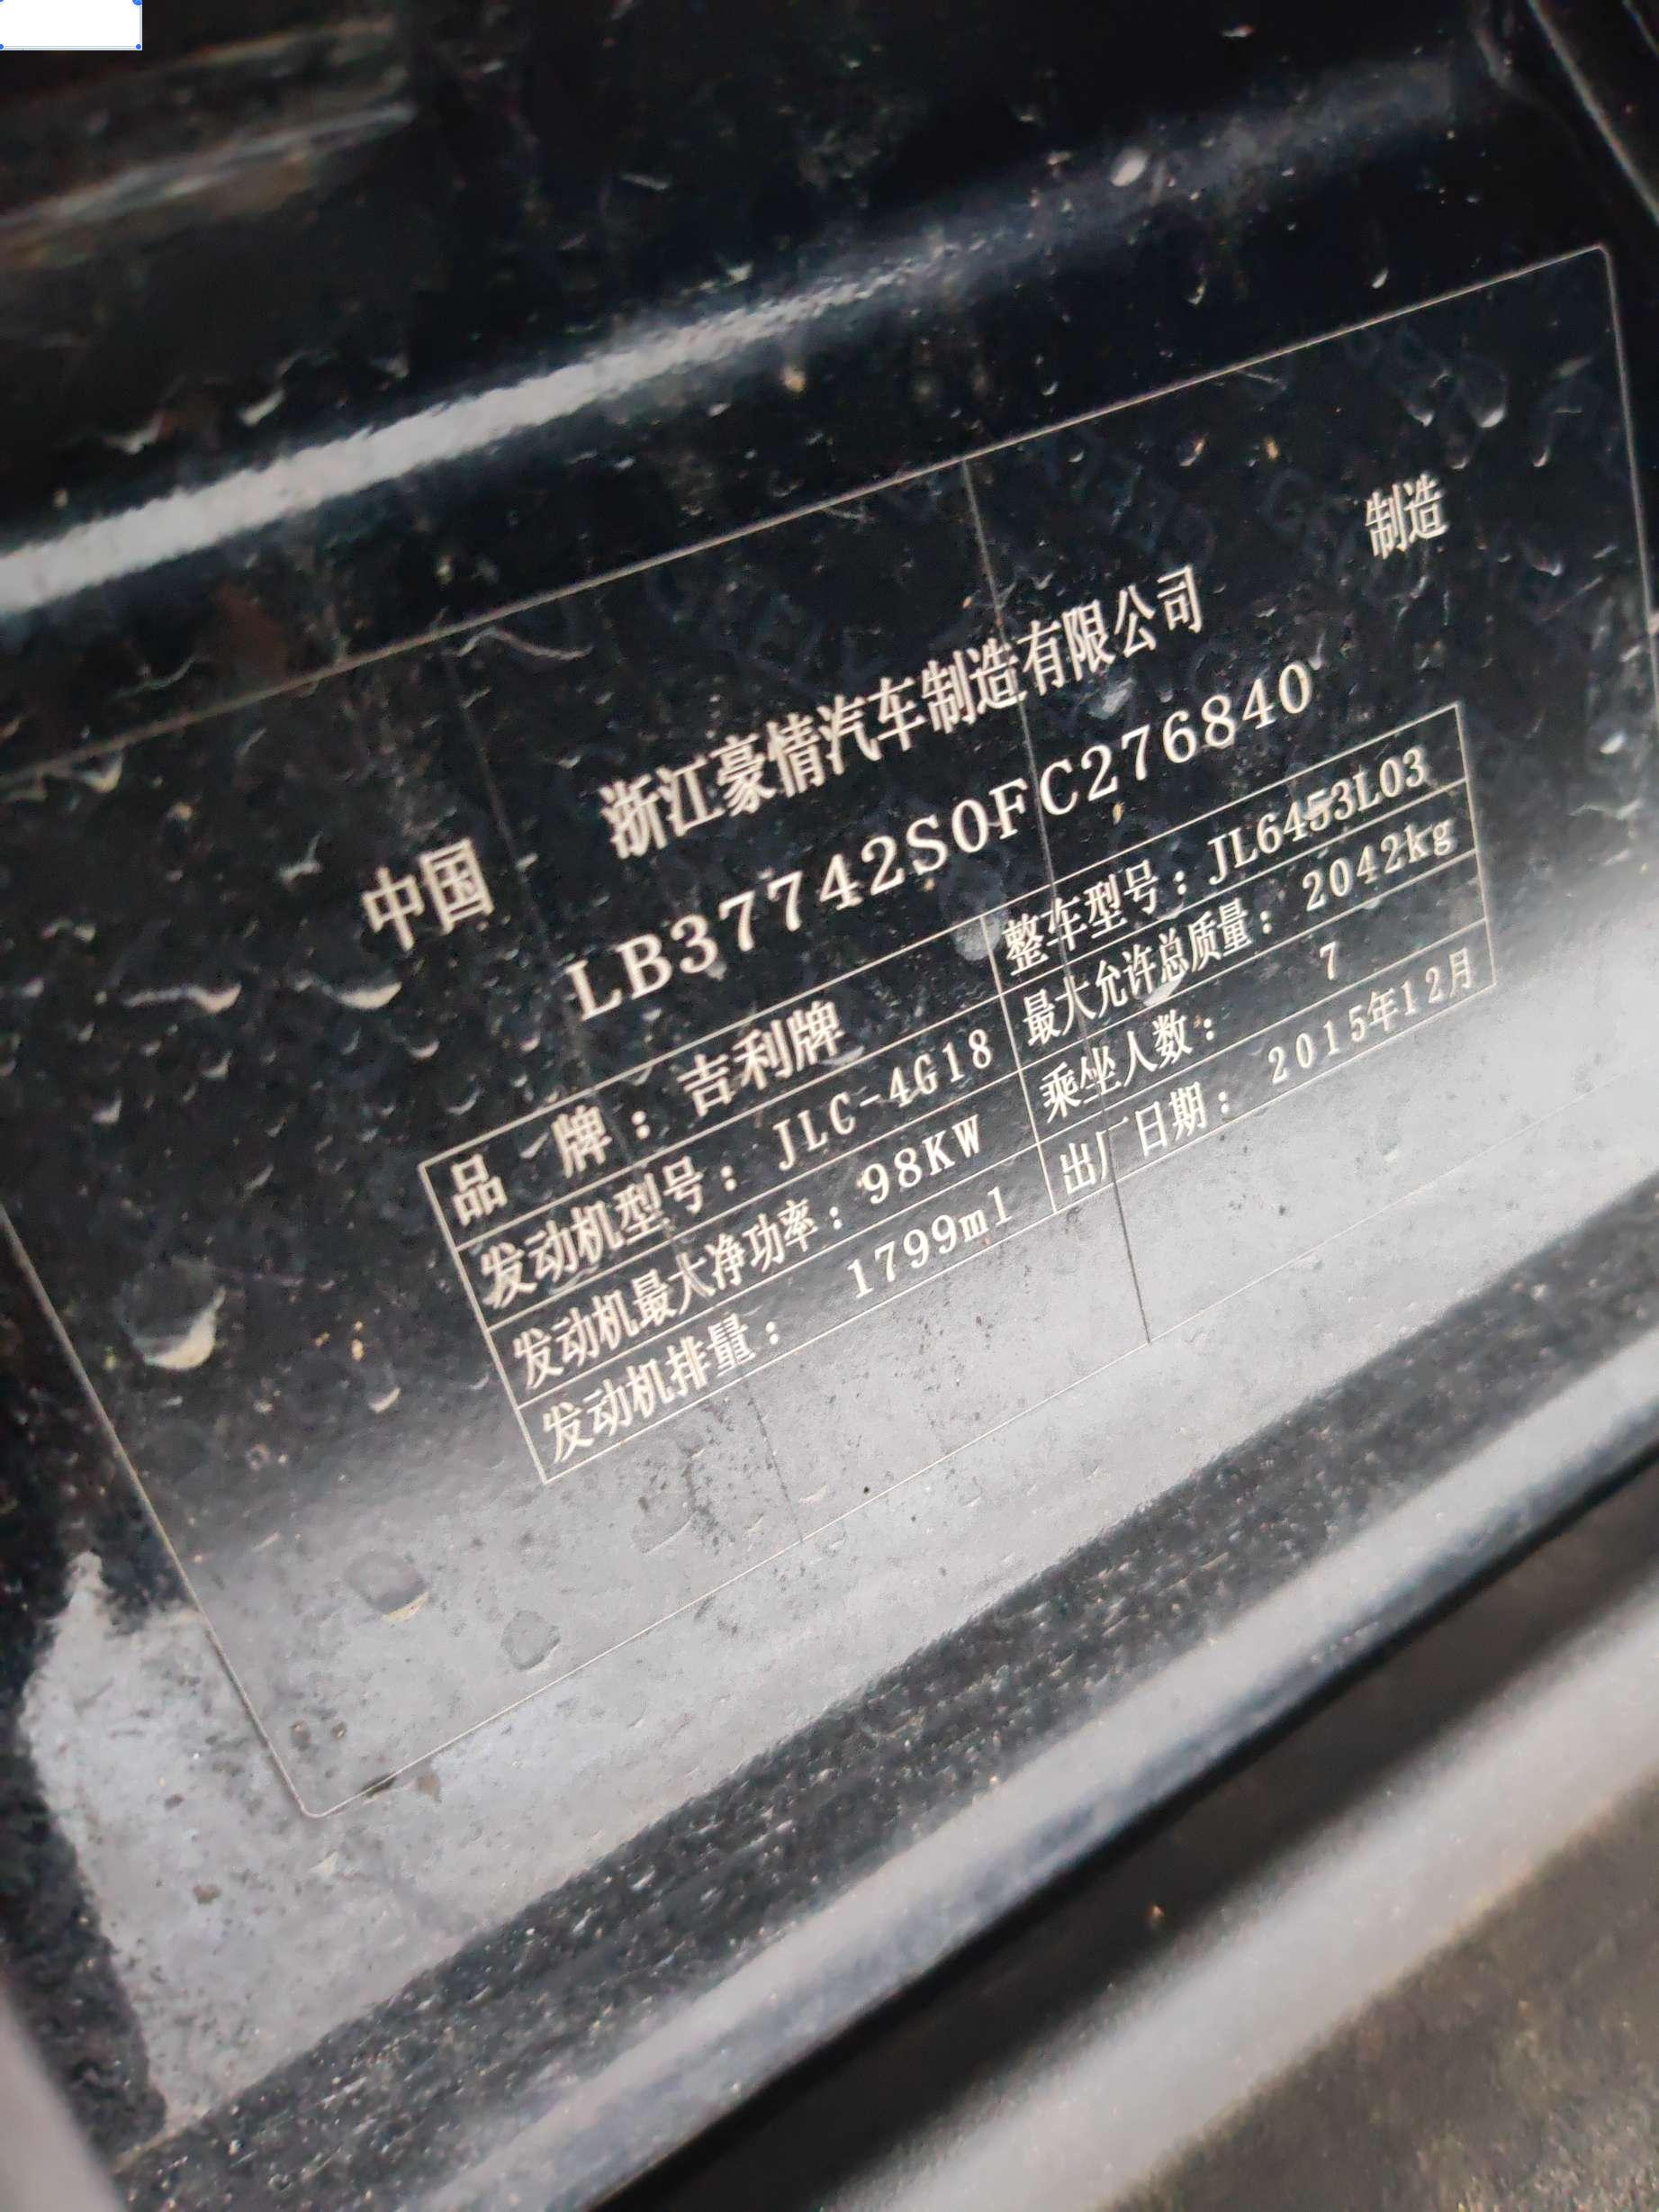 中国 浙江豪情汽车制造有限公司 制造
LB37742S0FC276840
品 牌：吉利牌 整车型号：JL6453L03
发动机型号：JLC-4G18 最大允许总质量：2042kg
发动机最大净功率：98KW 乘坐人数：7
发动机排量：1799ml 出厂日期：2015年12月